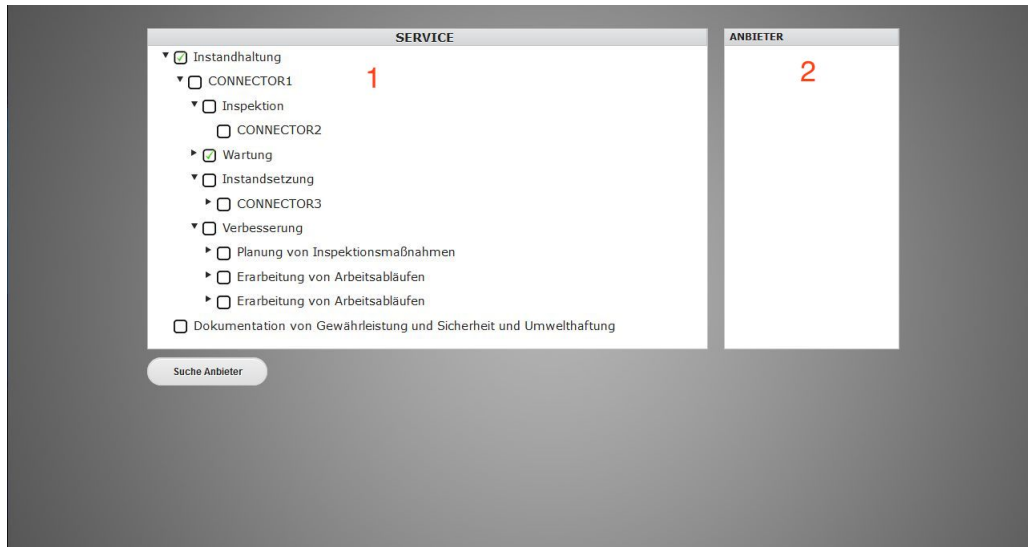 SERVICE
Instandhaltung
CONNECTOR1
Inspektion
CONNECTOR2
Wartung
Instandsetzung
CONNECTOR3
Verbesserung
Planung von Inspektionsmaßnahmen
Erarbeitung von Arbeitsabläufen
Erarbeitung von Arbeitsabläufen
Dokumentation von Gewährleistung und Sicherheit und Umwelthaftung
1
ANBIETER
2
Suche Anbieter